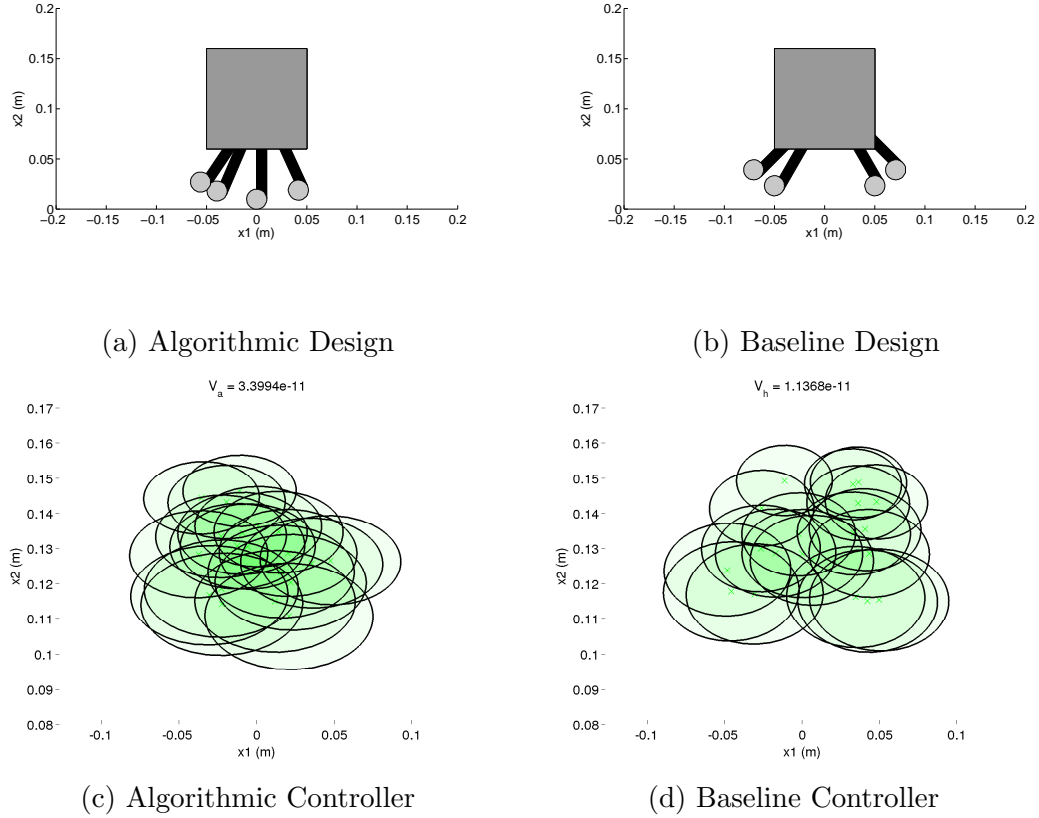 0.2
0.15
0.1
0.05
0
x2 (m)
−0.2 −0.15 −0.1 −0.05 0 0.05 0.1 0.15 0.2
x1 (m)
(a) Algorithmic Design
0.2
0.15
0.1
0.05
0
x2 (m)
−0.2 −0.15 −0.1 −0.05 0 0.05 0.1 0.15 0.2
x1 (m)
(b) Baseline Design
V_a = 3.3994e-11
0.17
0.16
0.15
0.14
0.13
0.12
0.11
0.1
0.09
0.08
x2 (m)
-0.1 -0.05 0 0.05 0.1
x1 (m)
(c) Algorithmic Controller
V_h = 1.1368e-11
0.17
0.16
0.15
0.14
0.13
0.12
0.11
0.1
0.09
0.08
x2 (m)
-0.1 -0.05 0 0.05 0.1
x1 (m)
(d) Baseline Controller